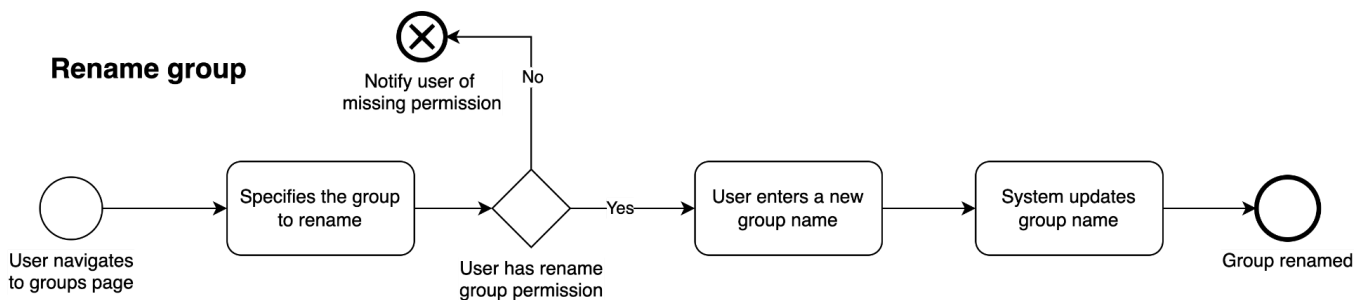 Rename group
Notify user of
missing permission
No
User navigates
to groups page
Specifies the group
to rename
User has rename
group permission
Yes
User enters a new
group name
System updates
group name
Group renamed